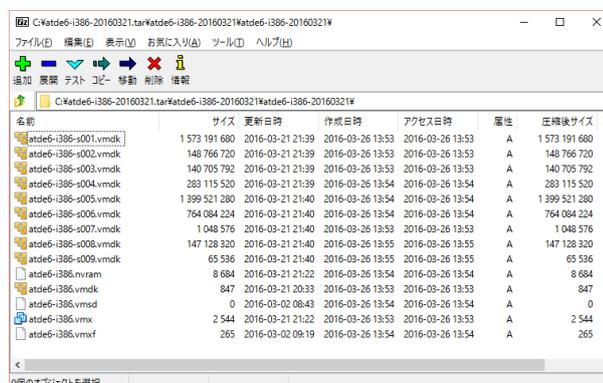 C:¥atde6-i386-20160321.tar¥atde6-i386-20160321¥atde6-i386-20160321¥
ファイル(F) 編集(E) 表示(V) お気に入り(A) ツール(T) ヘルプ(H)
追加 展開 テスト コピー 移動 削除 情報
C:¥atde6-i386-20160321.tar¥atde6-i386-20160321¥atde6-i386-20160321¥
名前 サイズ 更新日時 作成日時 アクセス日時 属性 圧縮後サイズ
atde6-i386-s001.vmdk 1 573 191 680 2016-03-21 21:39 2016-03-26 13:53 2016-03-26 13:53 A 1 573 191 680
atde6-i386-s002.vmdk 148 766 720 2016-03-21 21:39 2016-03-26 13:53 2016-03-26 13:53 A 148 766 720
atde6-i386-s003.vmdk 140 705 792 2016-03-21 21:39 2016-03-26 13:53 2016-03-26 13:53 A 140 705 792
atde6-i386-s004.vmdk 283 115 520 2016-03-21 21:39 2016-03-26 13:54 2016-03-26 13:54 A 283 115 520
atde6-i386-s005.vmdk 1 399 521 280 2016-03-21 21:40 2016-03-26 13:54 2016-03-26 13:54 A 1 399 521 280
atde6-i386-s006.vmdk 764 084 224 2016-03-21 21:40 2016-03-26 13:54 2016-03-26 13:54 A 764 084 224
atde6-i386-s007.vmdk 1 048 576 2016-03-21 21:40 2016-03-26 13:53 2016-03-26 13:53 A 1 048 576
atde6-i386-s008.vmdk 147 128 320 2016-03-21 21:40 2016-03-26 13:55 2016-03-26 13:55 A 147 128 320
atde6-i386-s009.vmdk 65 536 2016-03-21 21:40 2016-03-26 13:55 2016-03-26 13:55 A 65 536
atde6-i386.nvram 8 684 2016-03-21 21:22 2016-03-26 13:54 2016-03-26 13:54 A 8 684
atde6-i386.vmdk 847 2016-03-21 20:33 2016-03-26 13:53 2016-03-26 13:53 A 847
atde6-i386.vmsd 0 2016-03-02 08:43 2016-03-26 13:54 2016-03-26 13:54 A 0
atde6-i386.vmx 2 544 2016-03-21 21:22 2016-03-26 13:53 2016-03-26 13:53 A 2 544
atde6-i386.vmxf 265 2016-03-02 09:19 2016-03-26 13:54 2016-03-26 13:54 A 265
0個のオブジェクトを選択